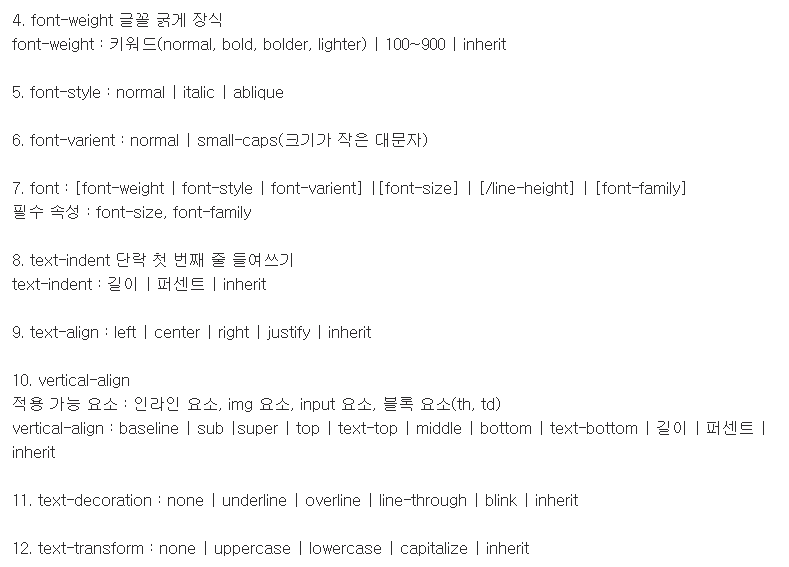 4. font-weight 글꼴 굵게 장식
font-weight : 키워드(normal, bold, bolder, lighter) | 100~900 | inherit
5. font-style : normal | italic | ablique
6. font-varient : normal | small-caps(크기가 작은 대문자)
7. font : [font-weight | font-style | font-varient] |[font-size] | [/line-height] | [font-family]
필수 속성 : font-size, font-family
8. text-indent 단락 첫 번째 줄 들여쓰기
text-indent : 길이 | 퍼센트 | inherit
9. text-align : left | center | right | justify | inherit
10. vertical-align
적용 가능 요소 : 인라인 요소, img 요소, input 요소, 블록 요소(th, td)
vertical-align : baseline | sub |super | top | text-top | middle | bottom | text-bottom | 길이 | 퍼센트 |
inherit
11. text-decoration : none | underline | overline | line-through | blink | inherit
12. text-transform : none | uppercase | lowercase | capitalize | inherit